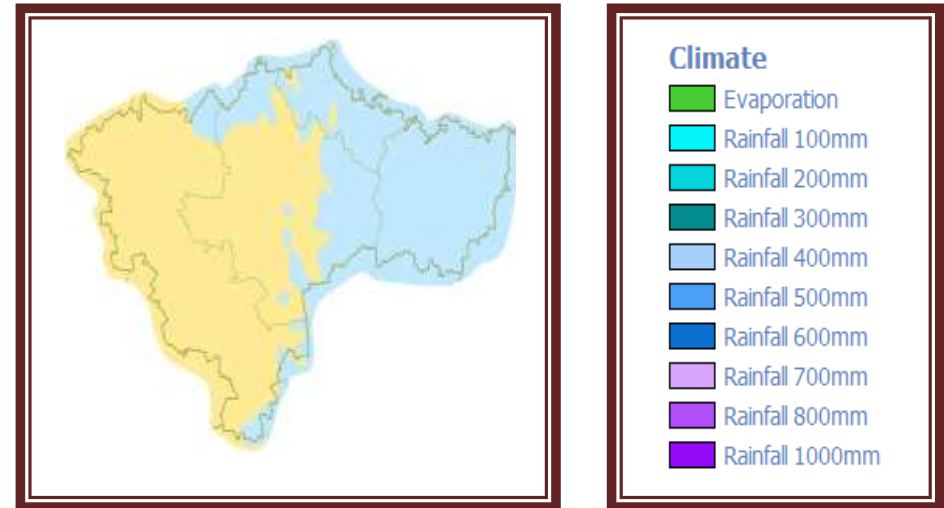 Climate
Evaporation
Rainfall 100mm
Rainfall 200mm
Rainfall 300mm
Rainfall 400mm
Rainfall 500mm
Rainfall 600mm
Rainfall 700mm
Rainfall 800mm
Rainfall 1000mm